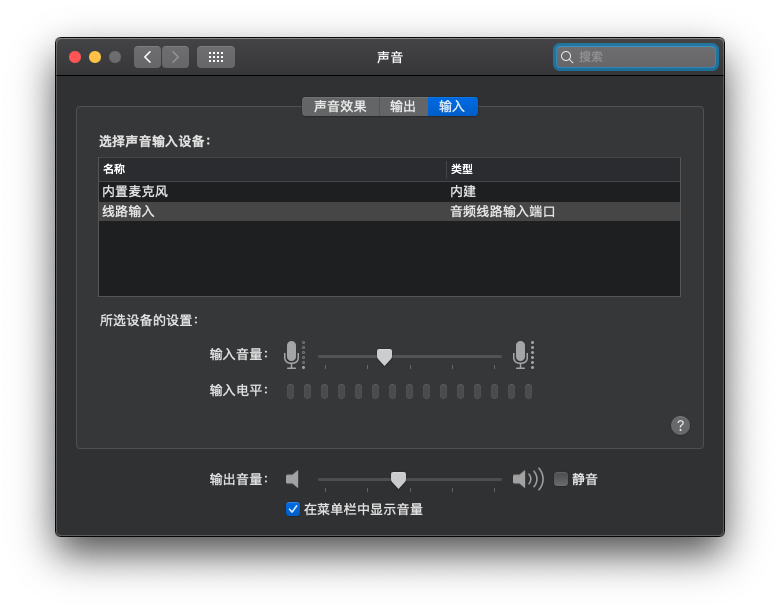 声音
搜索
声音效果 输出 输入
选择声音输入设备：
名称 类型
内置麦克风 内建
线路输入 音频线路输入端口
所选设备的设置：
输入音量：
输入电平：
?
输出音量： 静音
在菜单栏中显示音量